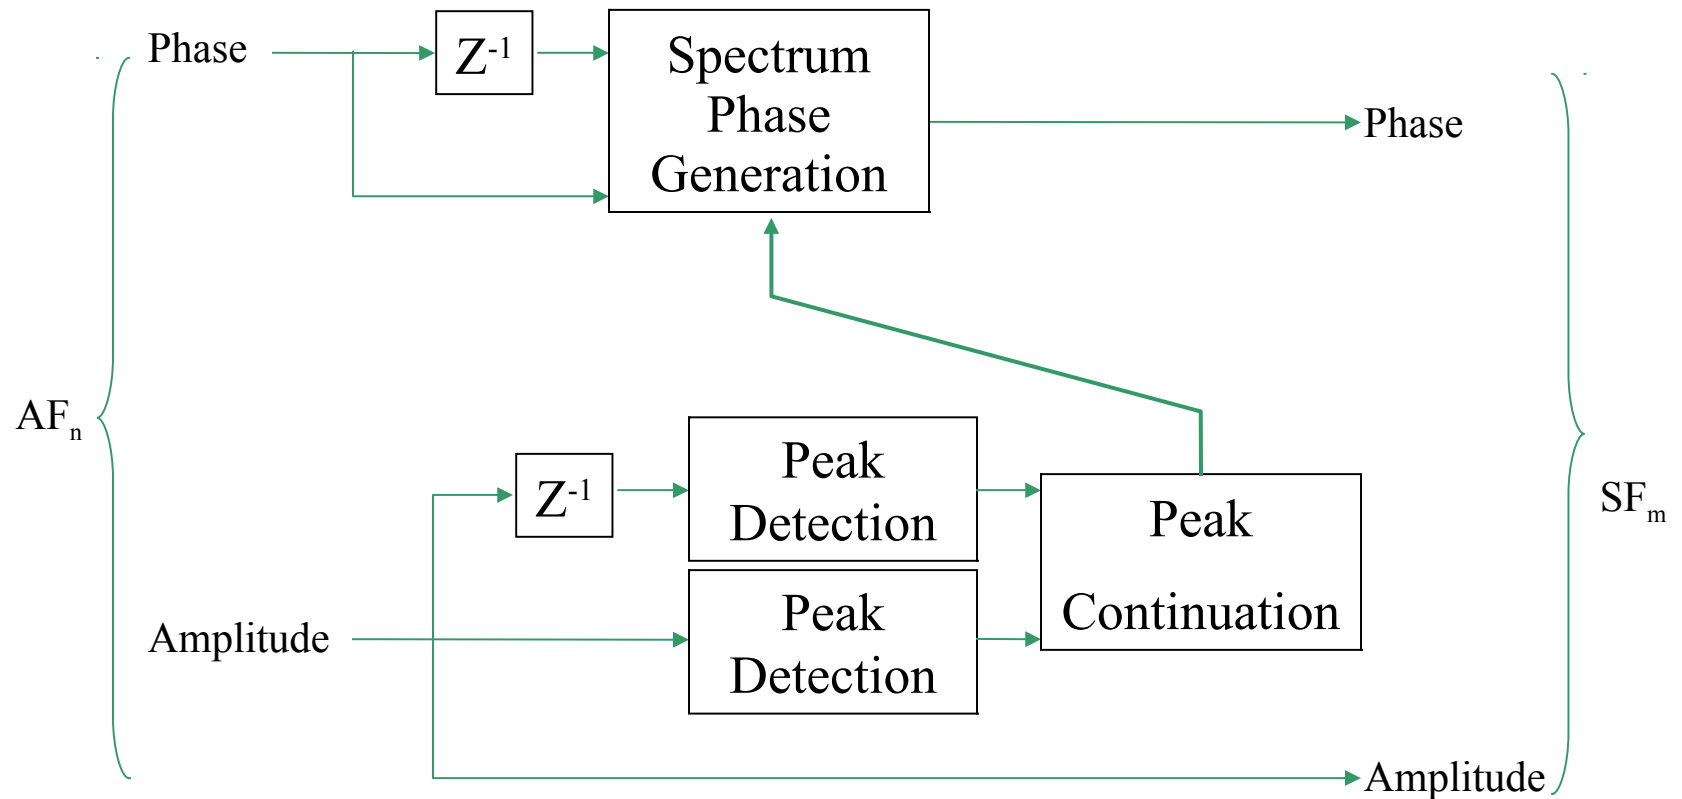 Phase
Z-1
Spectrum
Phase
Generation
Phase
AFn
Z-1
Peak
Detection
Peak
Continuation
SFm
Amplitude
Peak
Detection
Amplitude